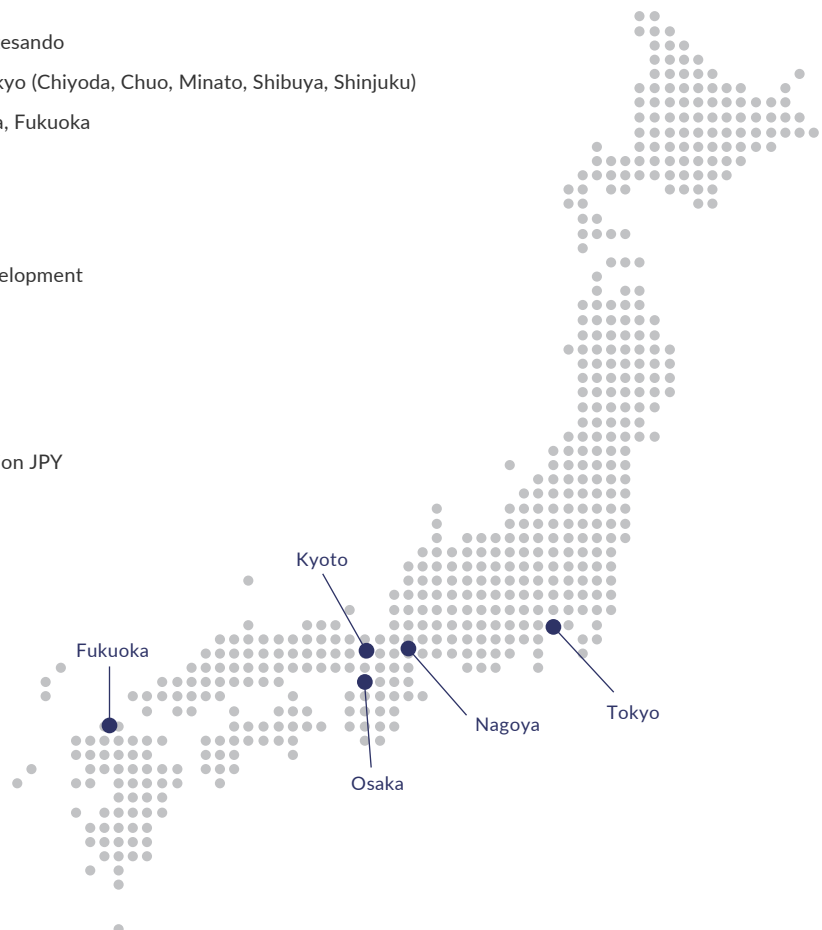 esando
kyo (Chiyoda, Chuo, Minato, Shibuya, Shinjuku)
a, Fukuoka
elopment
on JPY
Kyoto
Fukuoka
Tokyo
Nagoya
Osaka